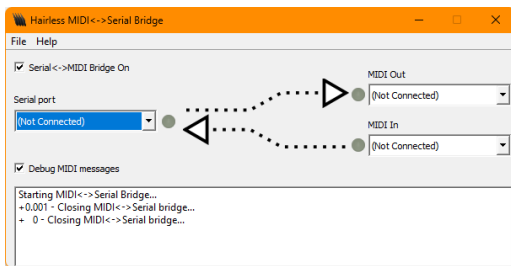 Hairless MIDI<->Serial Bridge
File Help
Serial<->MIDI Bridge On
MIDI Out
(Not Connected)
Serial port
(Not Connected)
MIDI In
(Not Connected)
Debug MIDI messages
Starting MIDI<->Serial Bridge...
+0.001 - Closing MIDI<->Serial bridge...
+ 0 - Closing MIDI<->Serial bridge...